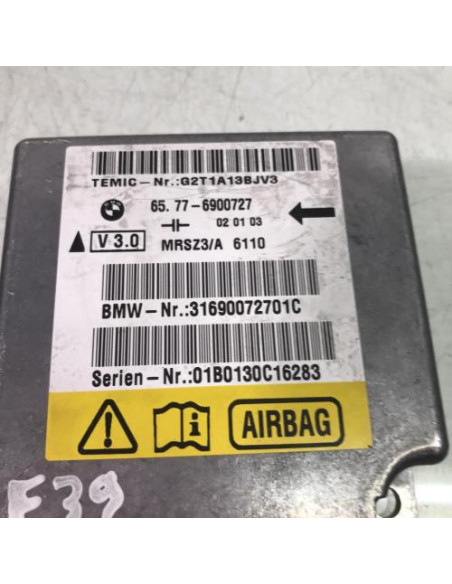 TEMIC-Nr.:G2T1A13BJV3
65.77-6900727
02 01 03
V 3.0 MRSZ3/A 6110
BMW-Nr.:31690072701C
Serien-Nr.:01B0130C16283
AIRBAG
E39